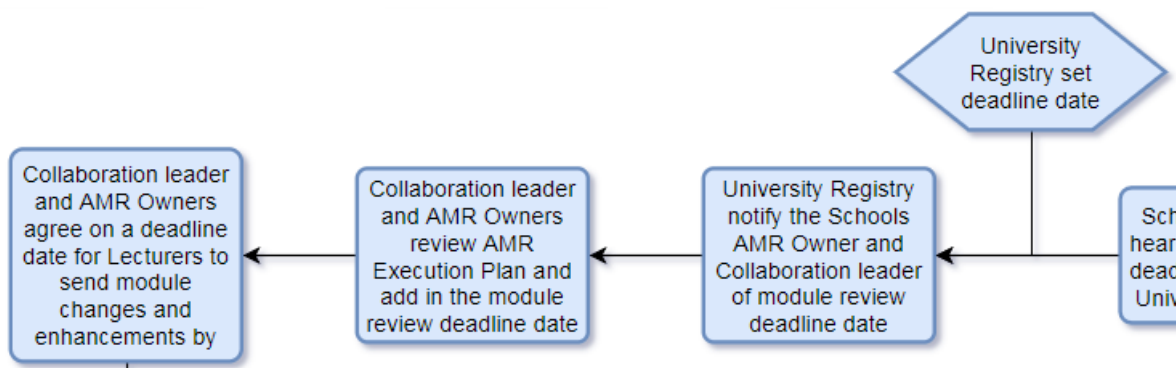 University
Registry set
deadline date
Collaboration leader
and AMR Owners
agree on a deadline
date for Lecturers to
send module
changes and
enhancements by
Collaboration leader
and AMR Owners
review AMR
Execution Plan and
add in the module
review deadline date
University Registry
notify the Schools
AMR Owner and
Collaboration leader
of module review
deadline date